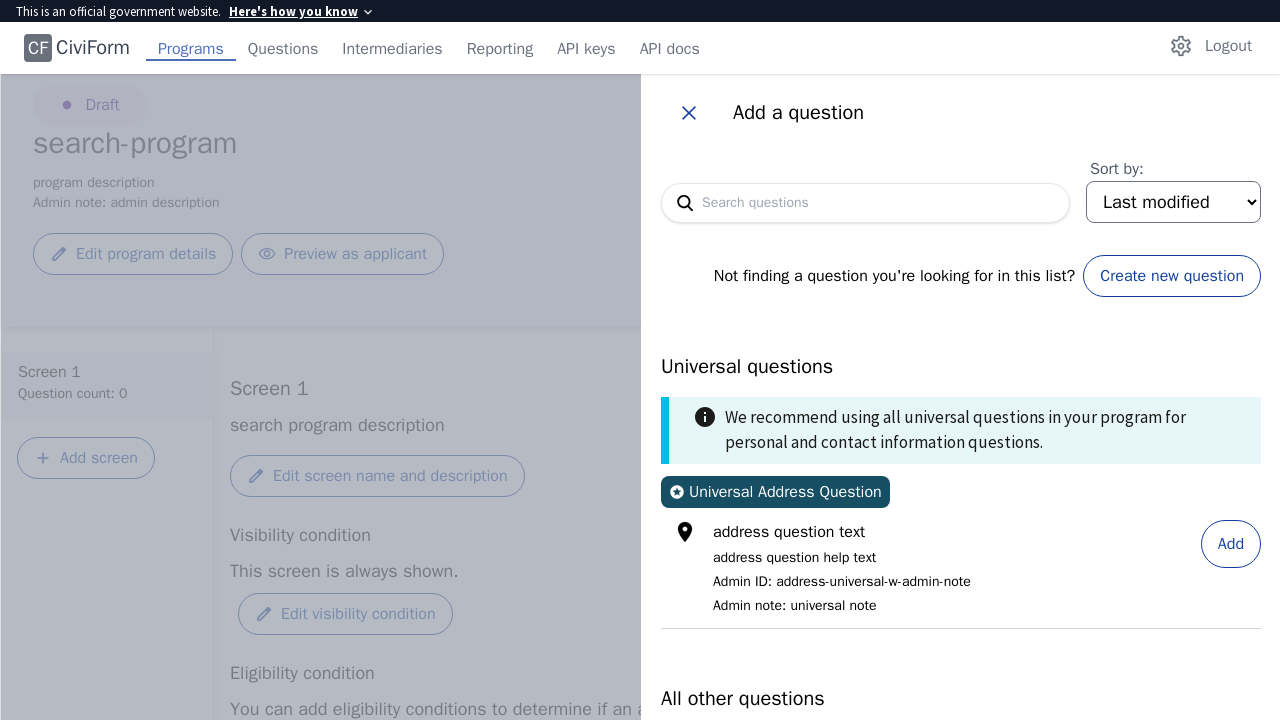 This is an official government website. Here's how you know
CF CiviForm Programs Questions Intermediaries Reporting API keys API docs Logout
Draft
search-program
program description
Admin note: admin description
Edit program details Preview as applicant
Screen 1
Question count: 0
Add screen
Screen 1
search program description
Edit screen name and description
Visibility condition
This screen is always shown.
Edit visibility condition
Eligibility condition
You can add eligibility conditions to determine if an
Add a question
Sort by:
Search questions Last modified
Not finding a question you're looking for in this list? Create new question
Universal questions
We recommend using all universal questions in your program for
personal and contact information questions.
Universal Address Question
address question text
address question help text
Admin ID: address-universal-w-admin-note
Admin note: universal note
Add
All other questions